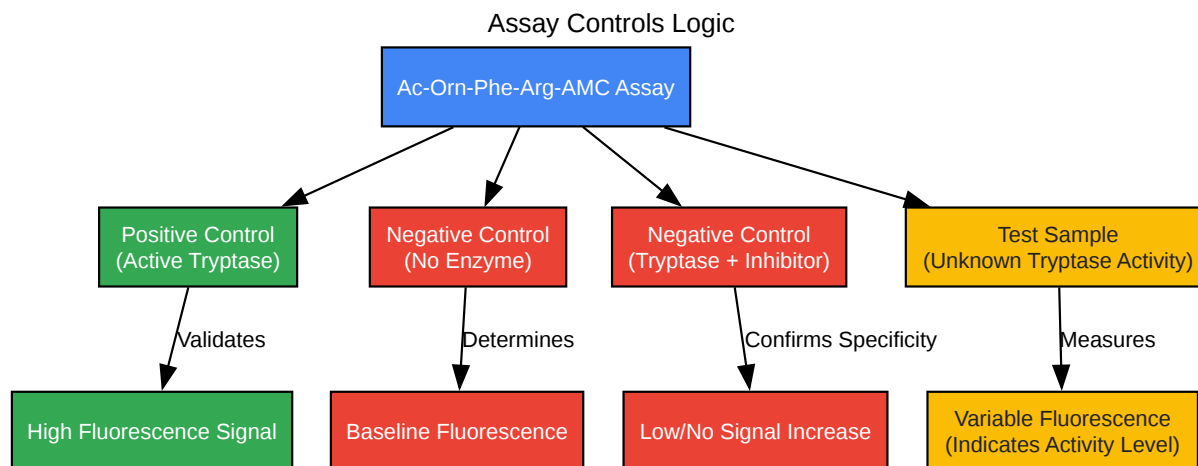 Assay Controls Logic
Ac-Orn-Phe-Arg-AMC Assay
Positive Control
(Active Tryptase)
Negative Control
(No Enzyme)
Negative Control
(Tryptase + Inhibitor)
Test Sample
(Unknown Tryptase Activity)
Validates
Determines
Confirms Specificity
Measures
High Fluorescence Signal
Baseline Fluorescence
Low/No Signal Increase
Variable Fluorescence
(Indicates Activity Level)